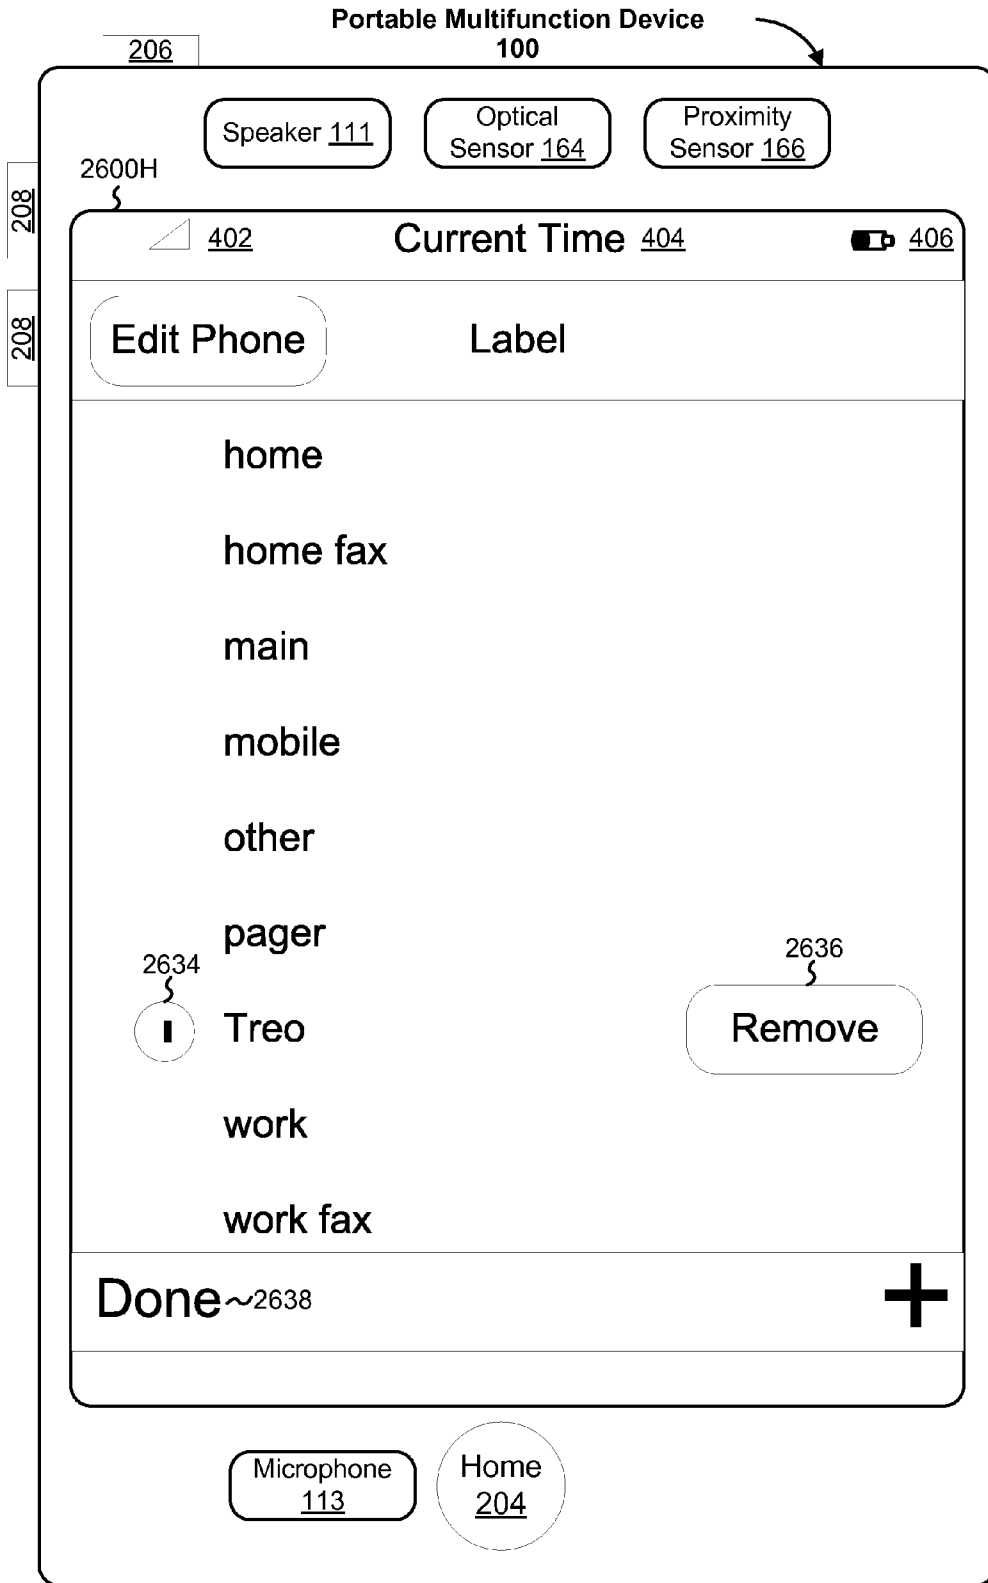 Portable Multifunction Device
100
206
Speaker 111
Optical
Sensor 164
Proximity
Sensor 166
2600H
208
208
402
Current Time 404
406
Edit Phone
Label
home
home fax
main
mobile
other
pager
2634
2636
Treo
Remove
work
work fax
Done
2638
+
Microphone
113
Home
204